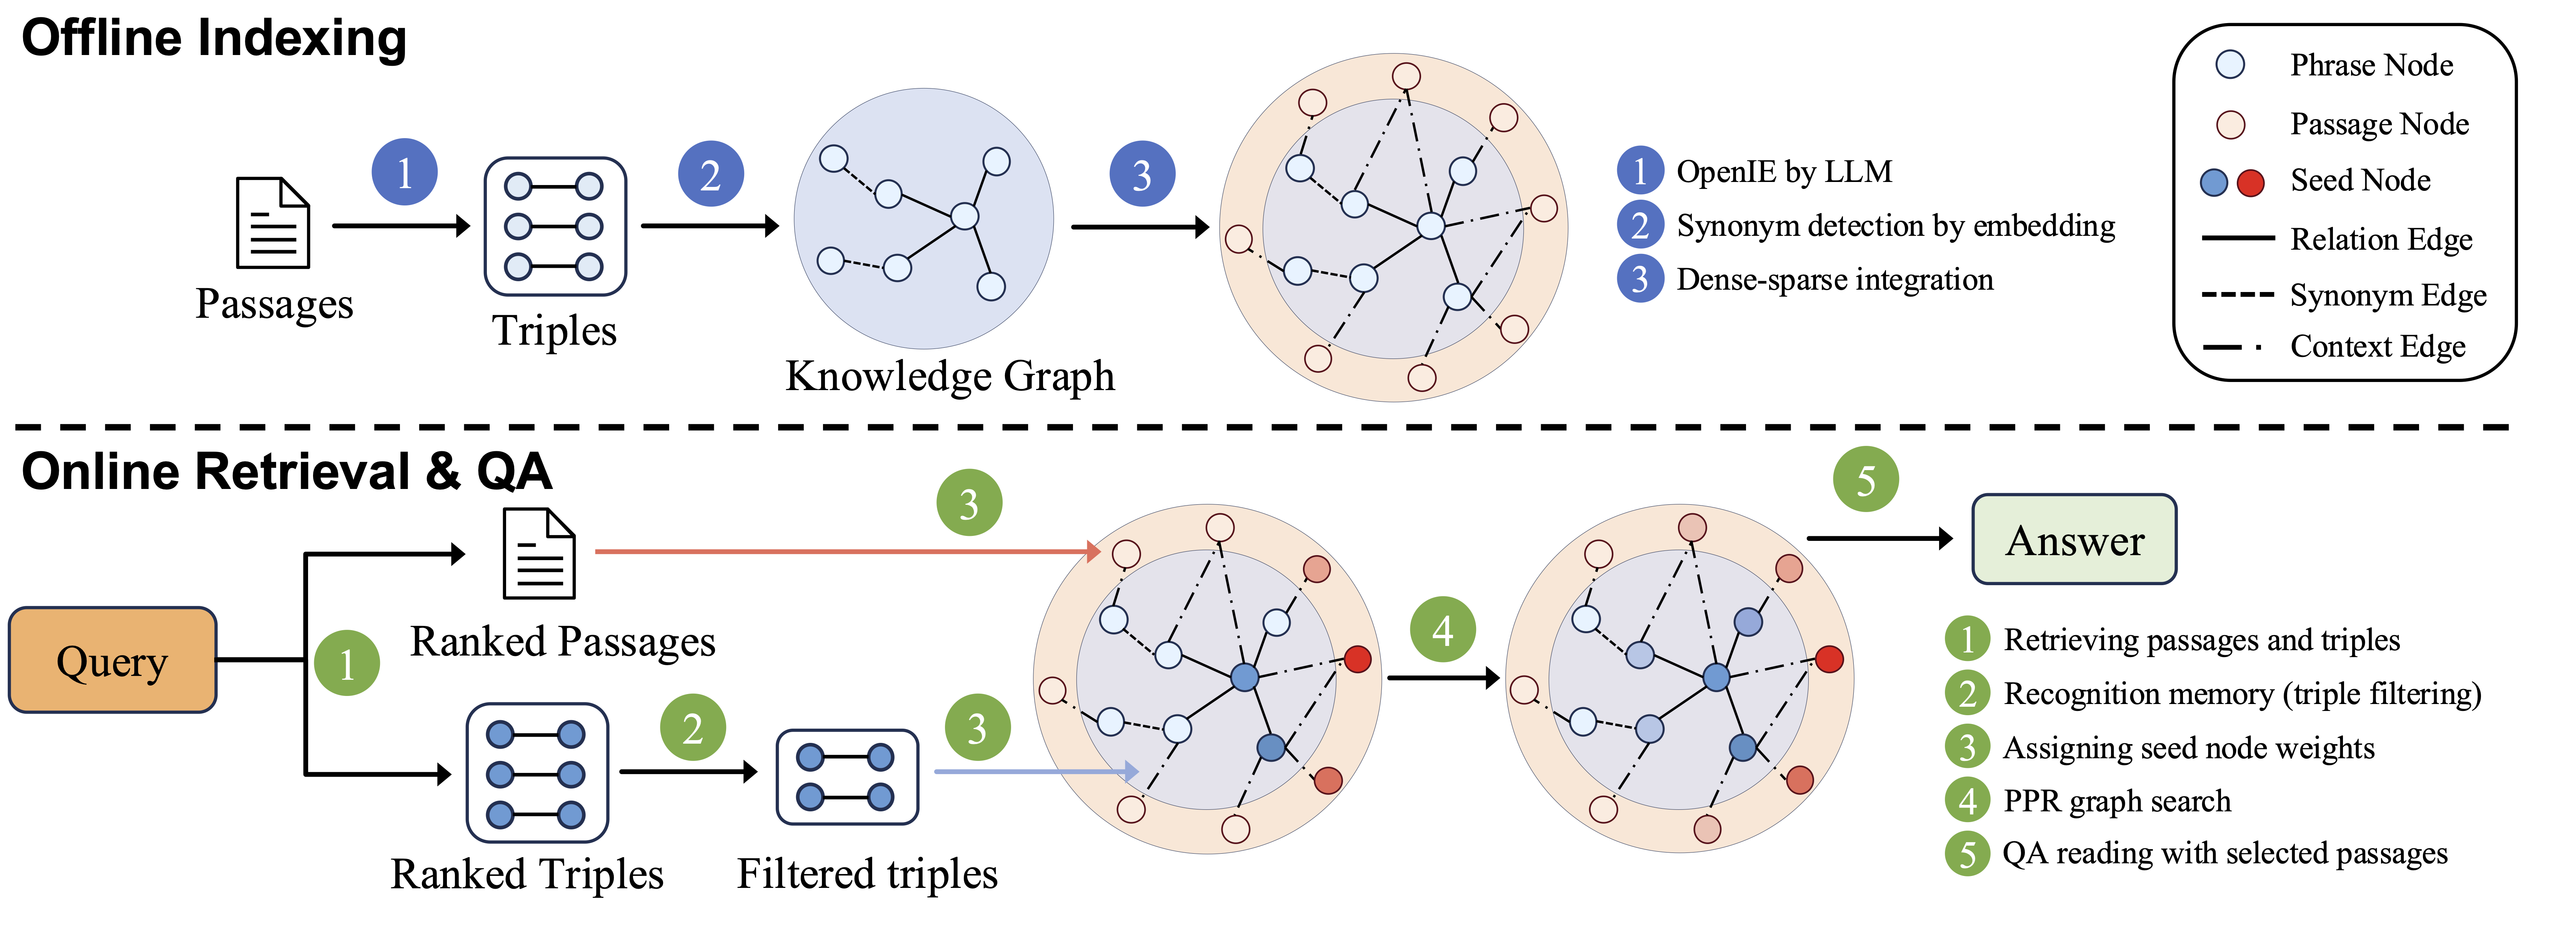 Offline Indexing
1
2
3
Passages
Triples
Knowledge Graph
1 OpenIE by LLM
2 Synonym detection by embedding
3 Dense-sparse integration
Phrase Node
Passage Node
Seed Node
Relation Edge
Synonym Edge
Context Edge
Online Retrieval & QA
Query
1
Ranked Passages
3
Ranked Triples
2
Filtered triples
3
4
5
Answer
1 Retrieving passages and triples
2 Recognition memory (triple filtering)
3 Assigning seed node weights
4 PPR graph search
5 QA reading with selected passages